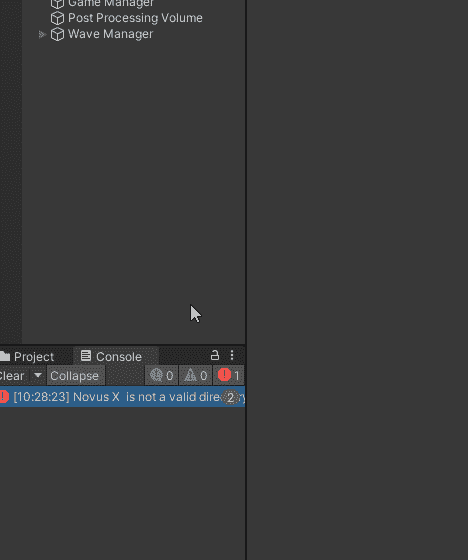 Game Manager
Post Processing Volume
Wave Manager
Project
Console
Clear
Collapse
0
0
1
[10:28:23] Novus X  is not a valid dire
2